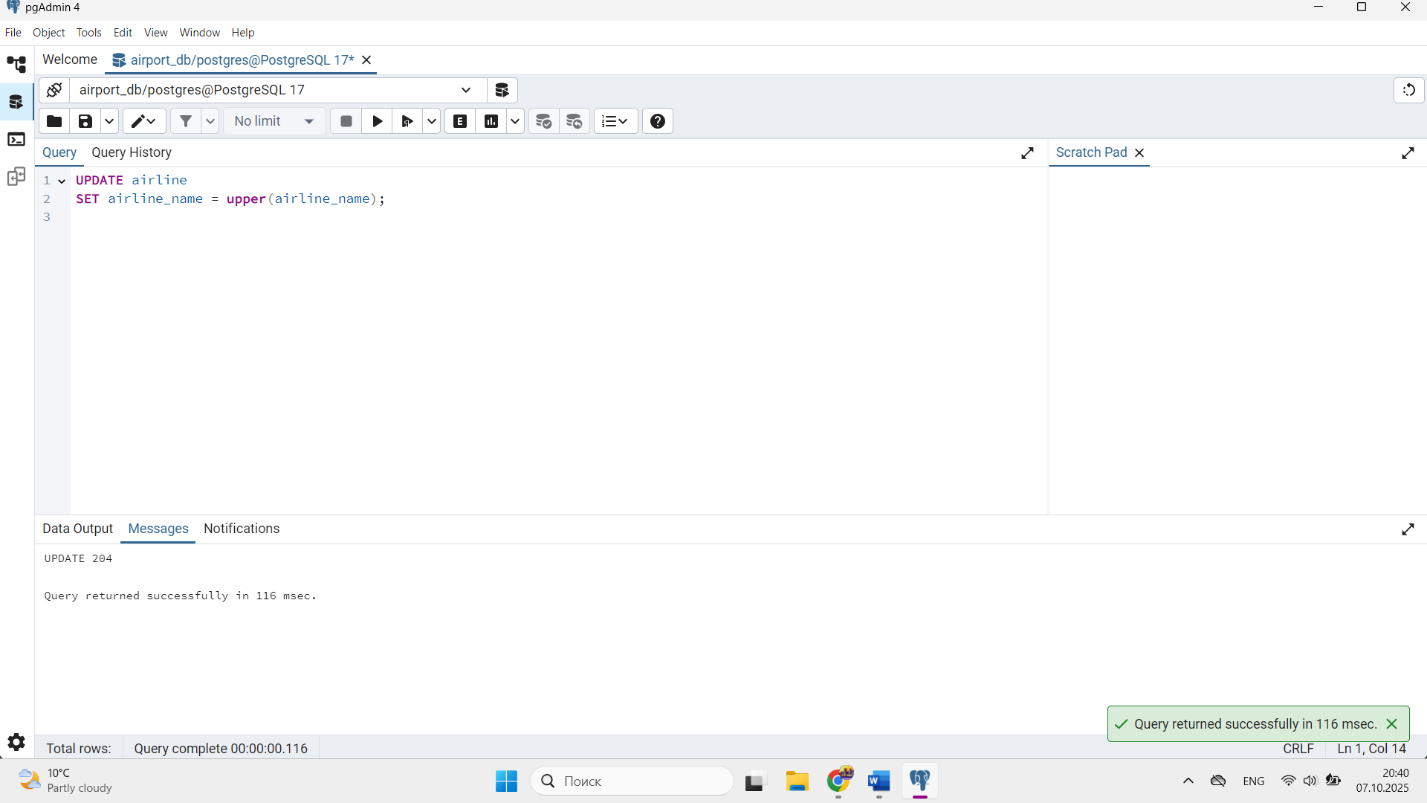 pgAdmin 4
File Object Tools Edit View Window Help
Welcome airport_db/postgres@PostgreSQL 17*
airport_db/postgres@PostgreSQL 17
No limit
E
Query Query History
Scratch Pad
1 UPDATE airline
2 SET airline_name = upper(airline_name);
3
Data Output Messages Notifications
UPDATE 204
Query returned successfully in 116 msec.
Query returned successfully in 116 msec.
Total rows: Query complete 00:00:00.116 CRLF Ln 1, Col 14
10°C
Partly cloudy
Поиск
ENG
20:40
07.10.2025